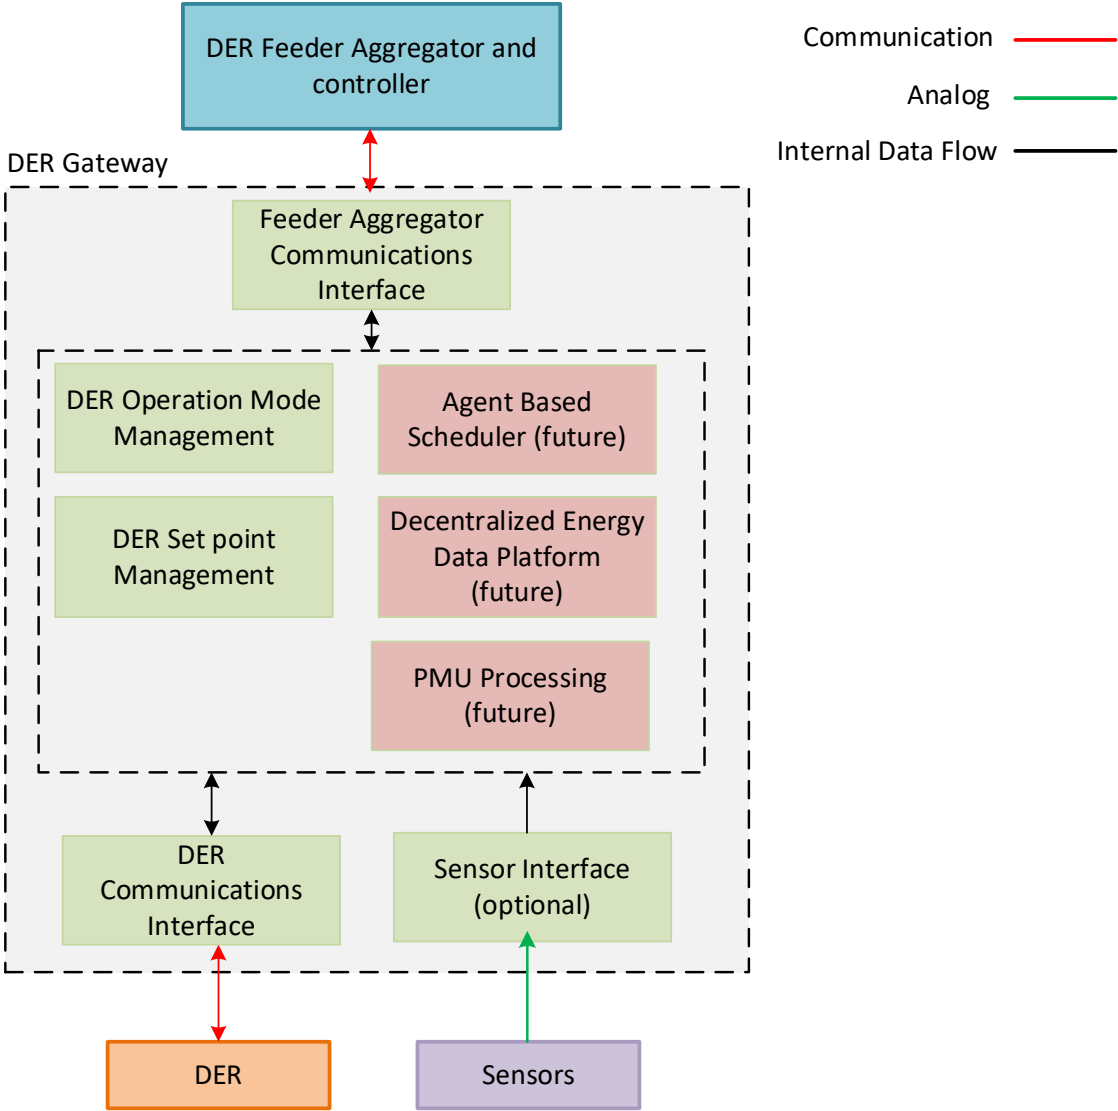 DER Feeder Aggregator and
controller
Communication
Analog
Internal Data Flow
DER Gateway
Feeder Aggregator
Communications
Interface
DER Operation Mode
Management
Agent Based
Scheduler (future)
DER Set point
Management
Decentralized Energy
Data Platform
(future)
PMU Processing
(future)
DER
Communications
Interface
Sensor Interface
(optional)
DER
Sensors